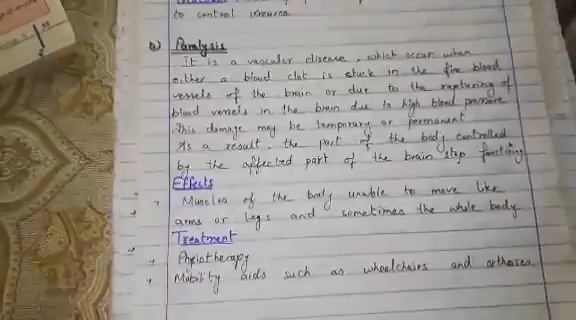 to control seizures.
b) Paralysis
It is a vascular disease, which occur when
either a blood clot is stuck in the fine blood
vessels of the brain or due to the rapturing of
blood vessels in the brain due to high blood pressure
This damage may be temporary or permanent
As a result, the part of the body controlled
by the affected part of the brain stop functioning
Effects
Muscles of the body unable to move like
arms or legs and sometimes the whole body
Treatment
Physiotherapy
Mobility aids such as wheelchairs and orthoses.